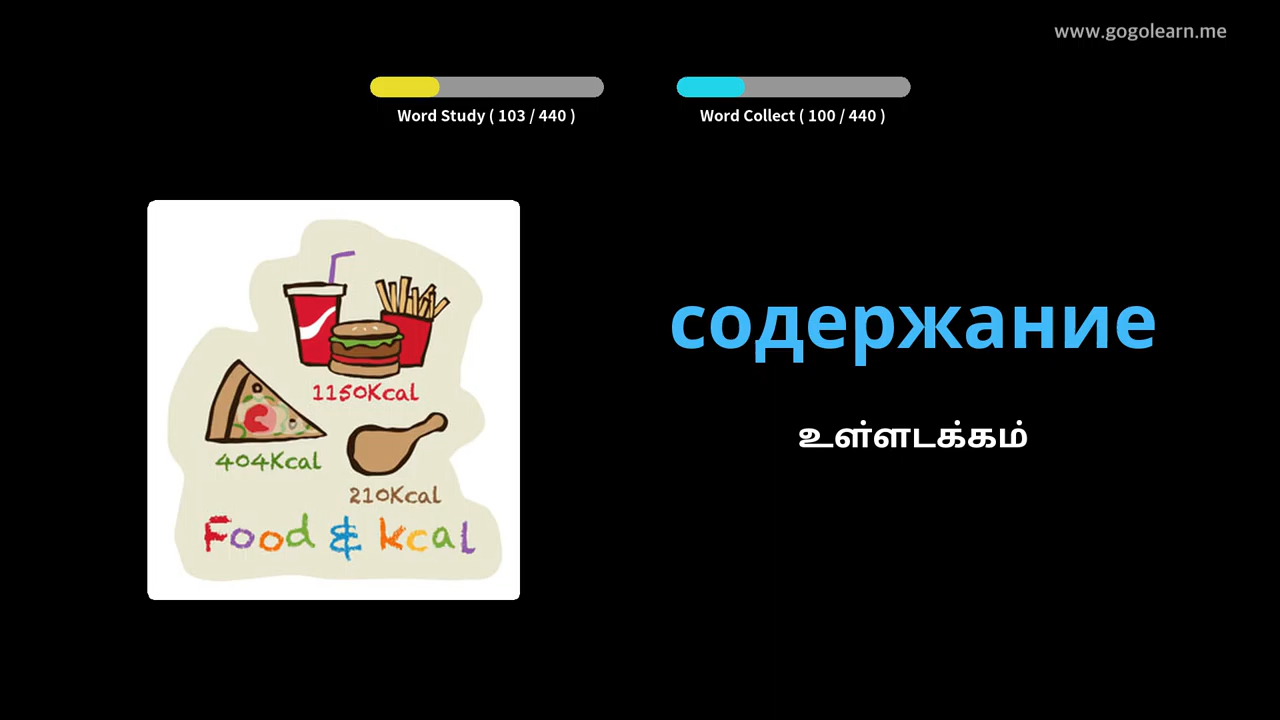 www.gogolearn.me
Word Study ( 103 / 440 )
Word Collect ( 100 / 440 )
1150Kcal
404Kcal
210Kcal
Food & kcal
содержание
உள்ளடக்கம்